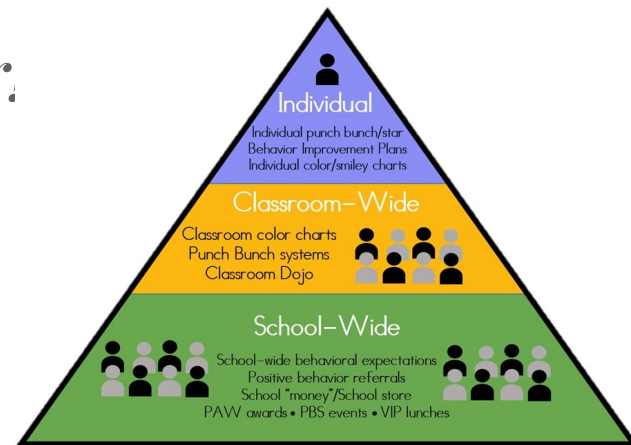 Individual
Individual punch bunch/star
Behavior Improvement Plans
Individual color/smiley charts
Classroom-Wide
Classroom color charts
Punch Bunch systems
Classroom Dojo
School-Wide
School-wide behavioral expectations
Positive behavior referrals
School "money"/School store
PAW awards • PBS events • VIP lunches